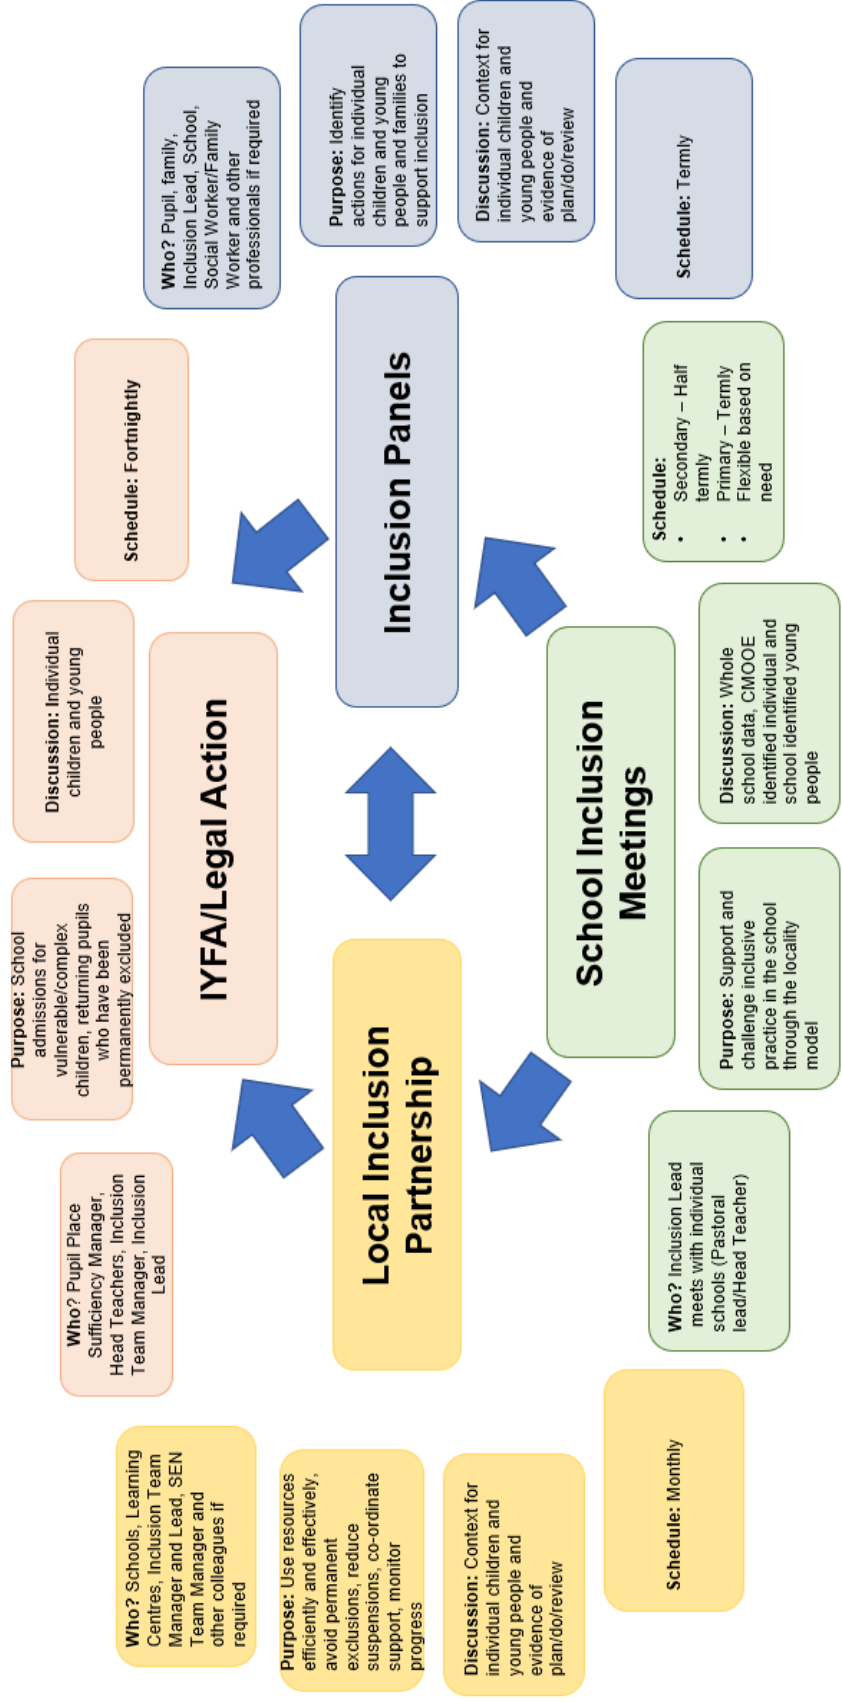 Who? Pupil Place
Sufficiency Manager,
Head Teachers, Inclusion
Team Manager, Inclusion
Lead
Purpose: School
admissions for
vulnerable/complex
children, returning pupils
who have been
permanently excluded
Discussion: Individual
children and young
people
Schedule: Fortnightly
IYFA/Legal Action
Who? Schools, Learning
Centres, Inclusion Team
Manager and Lead, SEN
Team Manager and
other colleagues if
required
Purpose: Use resources
efficiently and effectively,
avoid permanent
exclusions, reduce
suspensions, co-ordinate
support, monitor
progress
Discussion: Context for
individual children and
young people and
evidence of
plan/do/review
Schedule: Monthly
Local Inclusion
Partnership
Inclusion Panels
Who? Pupil, family,
Inclusion Lead, School,
Social Worker/Family
Worker and other
professionals if required
Purpose: Identify
actions for individual
children and young
people and families to
support inclusion
Discussion: Context for
individual children and
young people and
evidence of
plan/do/review
Schedule: Termly
School Inclusion
Meetings
Who? Inclusion Lead
meets with individual
schools (Pastoral
lead/Head Teacher)
Purpose: Support and
challenge inclusive
practice in the school
through the locality
model
Discussion: Whole
school data, CMOOE
identified individual and
school identified young
people
Schedule:
• Secondary – Half
termly
• Primary – Termly
• Flexible based on
need